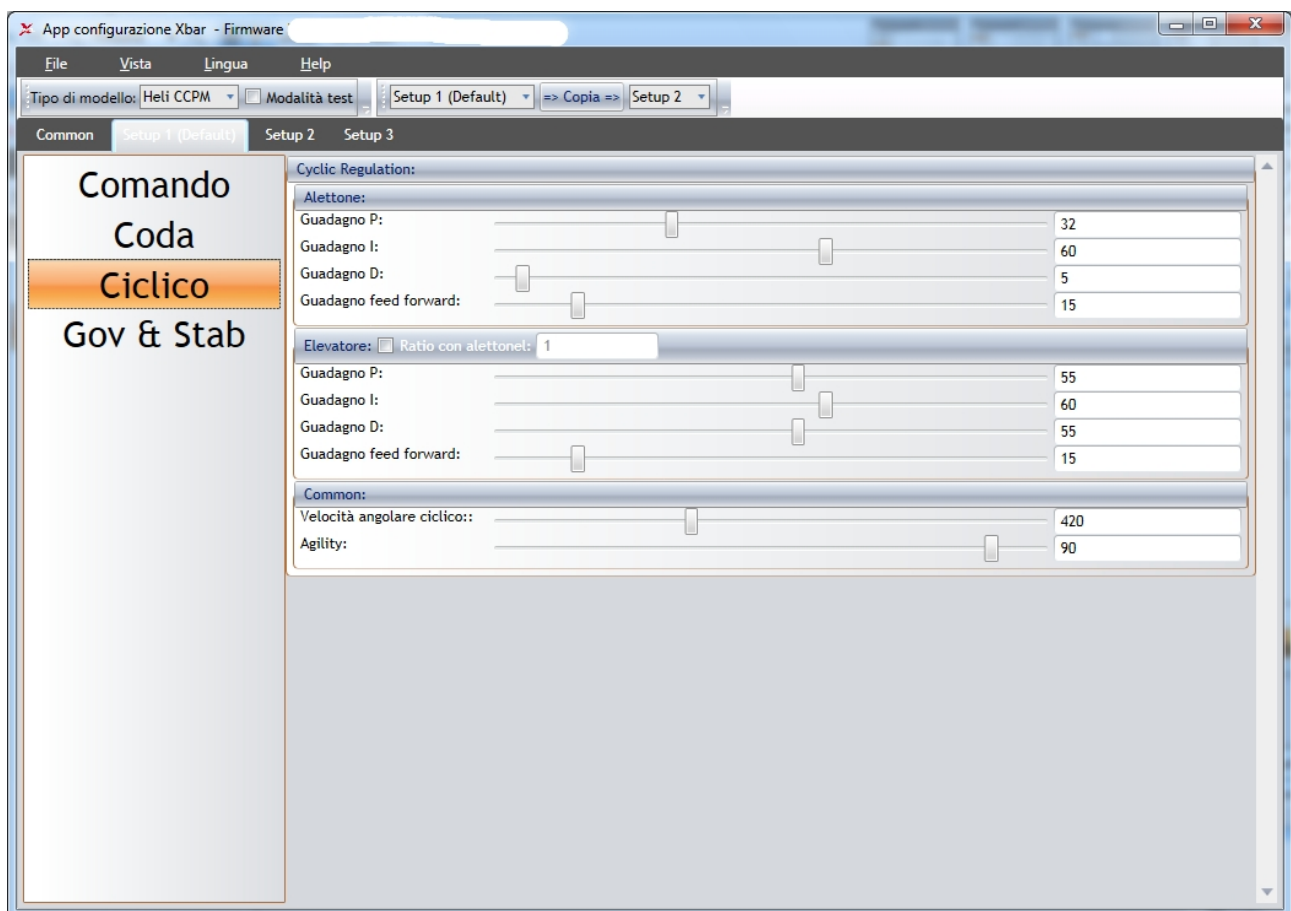 App configurazione Xbar - Firmware
File Vista Lingua Help
Tipo di modello: Heli CCPM Modalità test Setup 1 (Default) => Copia => Setup 2
Common Setup 1 (Default) Setup 2 Setup 3
Comando
Coda
Ciclico
Gov & Stab
Cyclic Regulation:
Alettone:
Guadagno P: 32
Guadagno I: 60
Guadagno D: 5
Guadagno feed forward: 15
Elevatore: Ratio con alettonel: 1
Guadagno P: 55
Guadagno I: 60
Guadagno D: 55
Guadagno feed forward: 15
Common:
Velocità angolare ciclico:: 420
Agility: 90